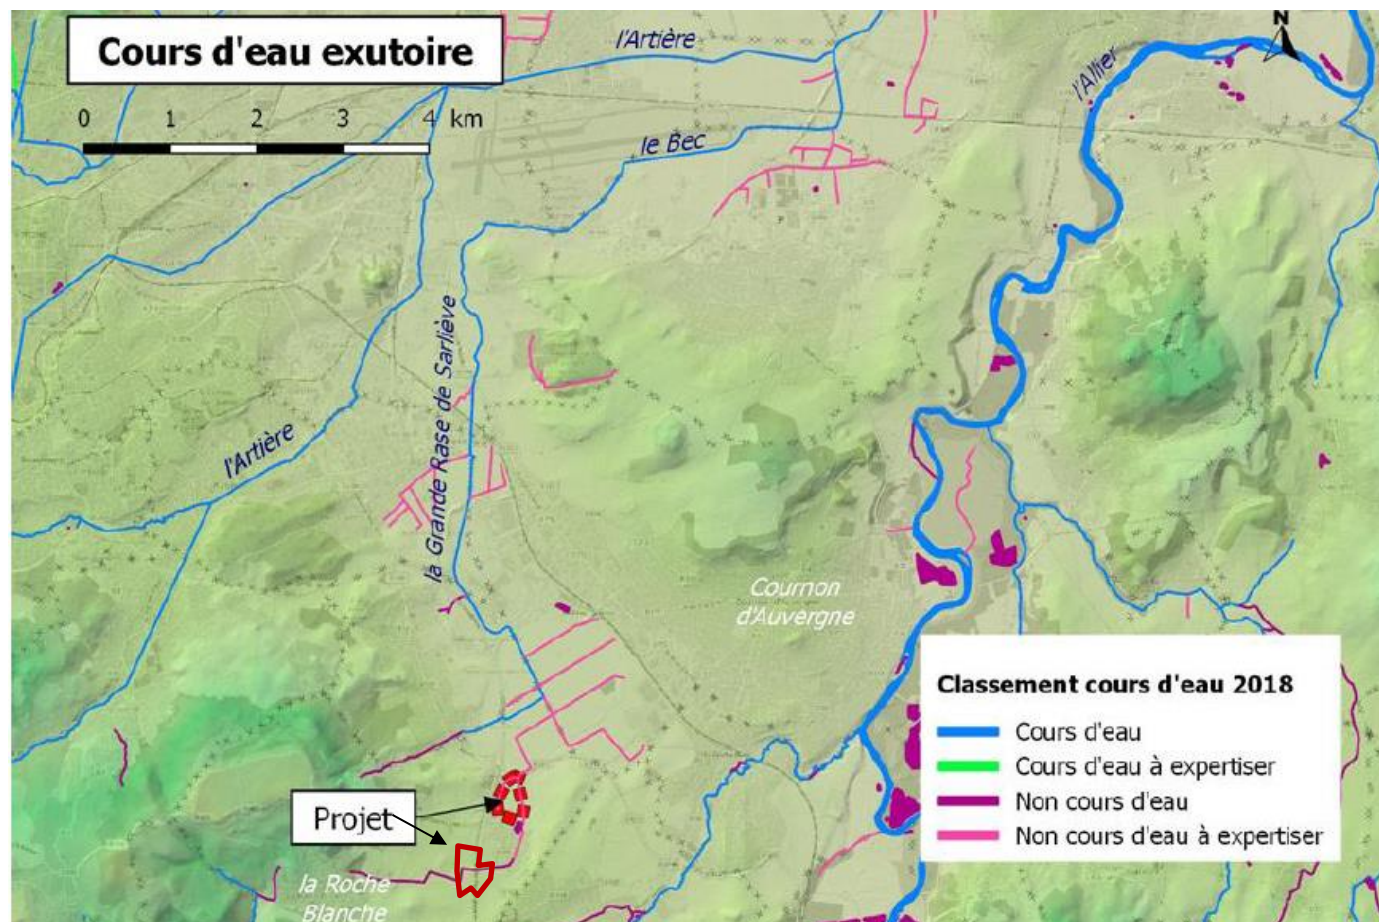 Cours d'eau exutoire
0 1 2 3 4 km
N
l'Artière
l'Allier
le Bec
la Grande Rase de Sarliève
l'Artière
Cournon
d'Auvergne
Classement cours d'eau 2018
Cours d'eau
Cours d'eau à expertiser
Non cours d'eau
Non cours d'eau à expertiser
Projet
la Roche
Blanche